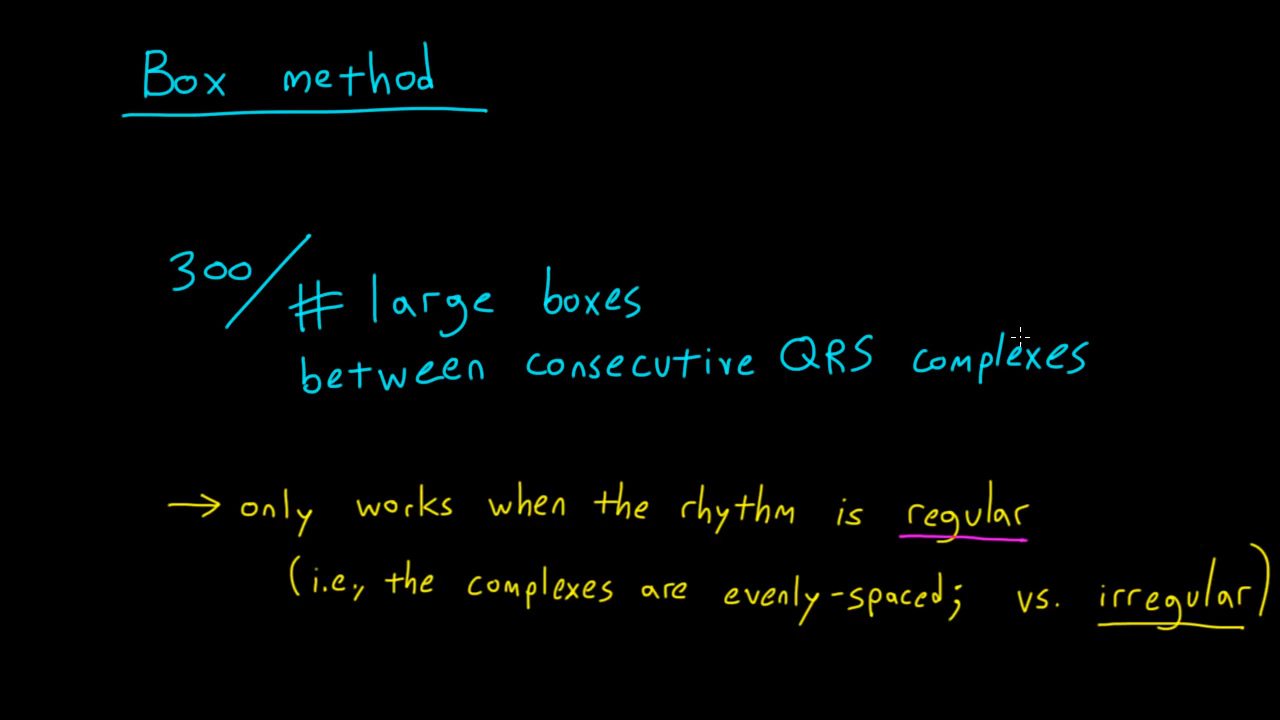 Box method
300/# large boxes
between consecutive QRS complexes
→ only works when the rhythm is regular
(i.e., the complexes are evenly-spaced; vs. irregular)